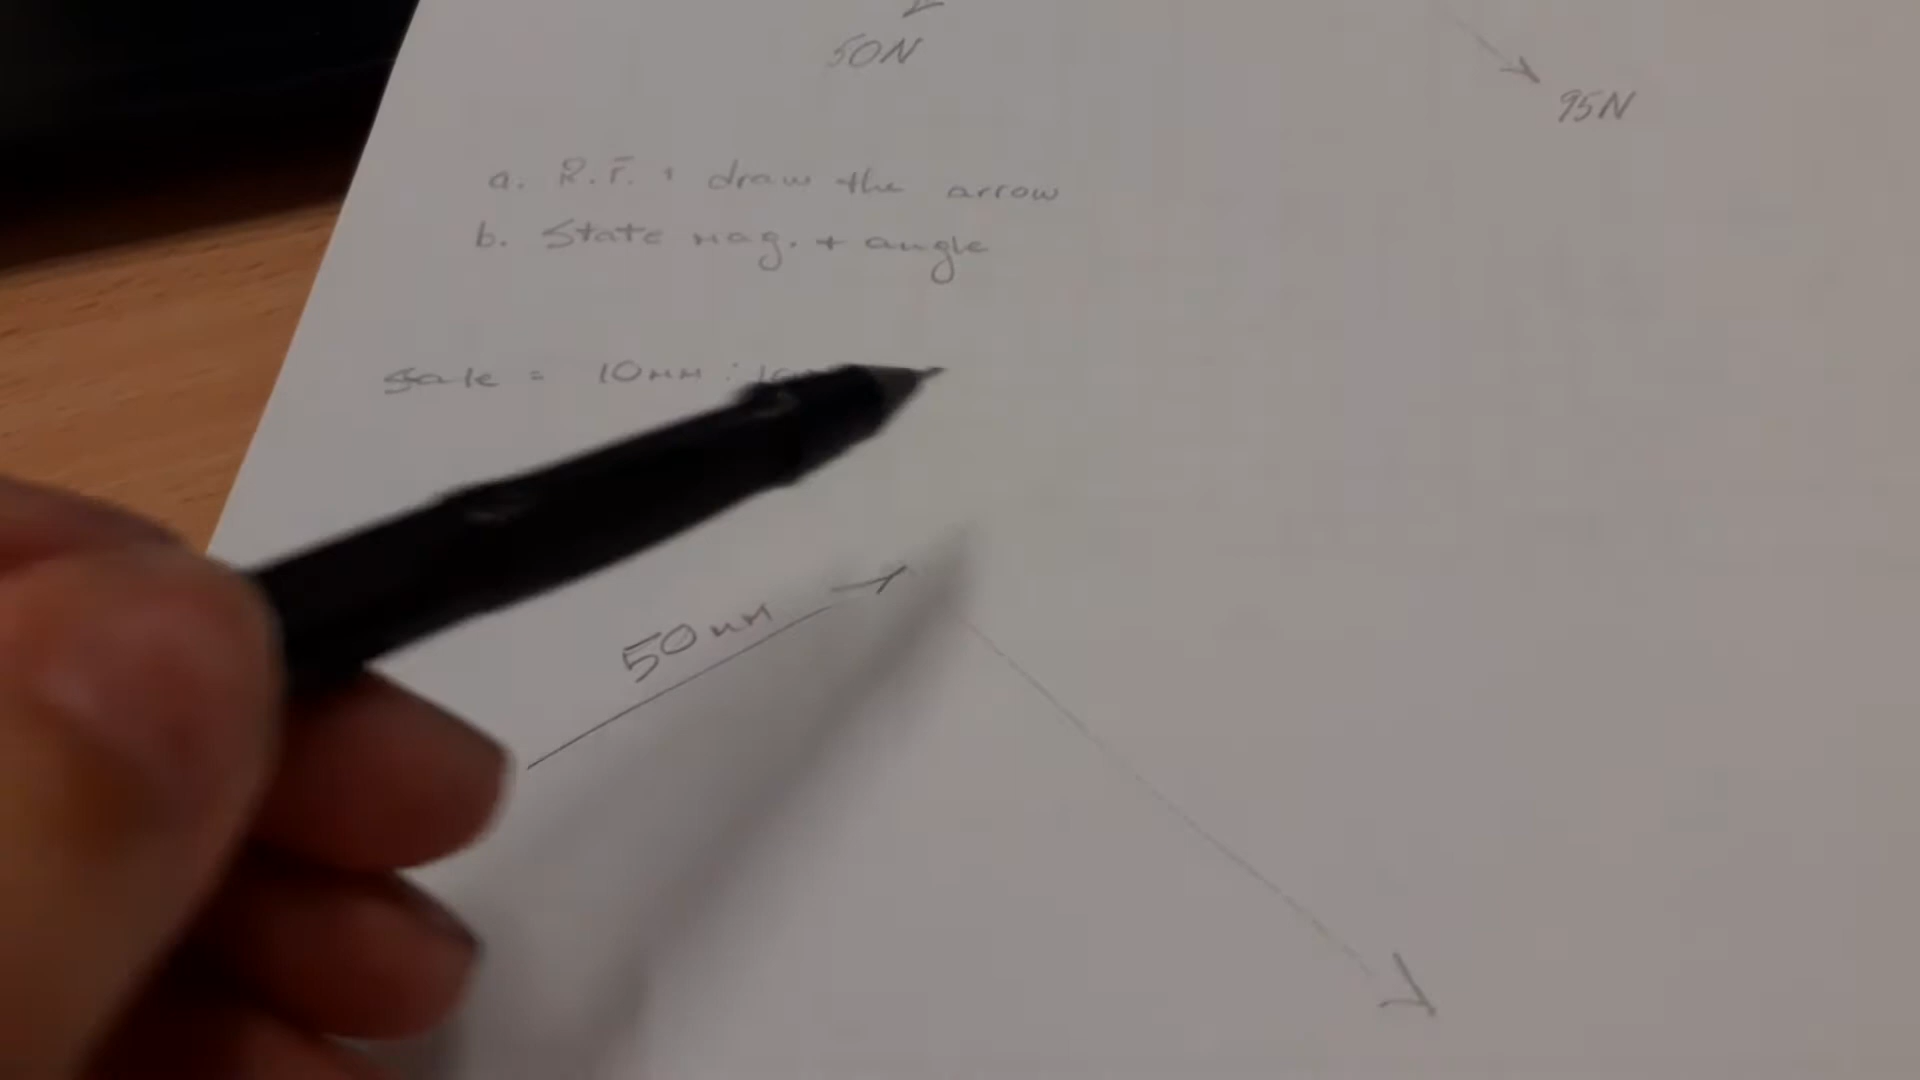 50N
95N
a. R.F. + draw the arrow
b. State mag. + angle
Scale = 10mm :
50mm